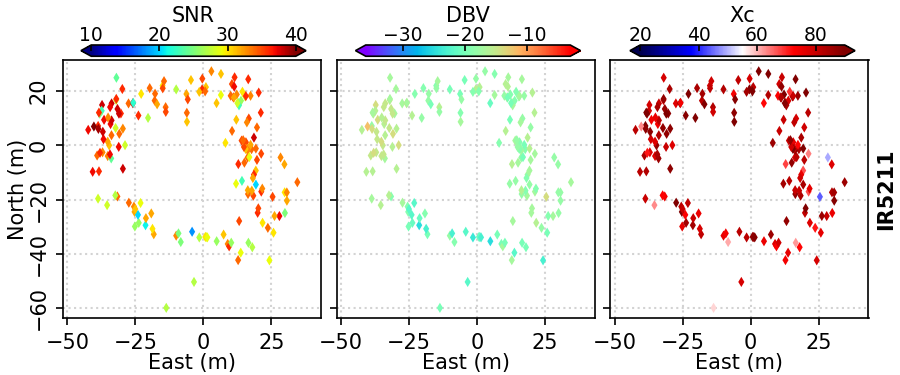 SNR DBV Xc
10 20 30 40 −30 −20 −10 20 40 60 80
20
0
−20
−40
−60
North (m)
IR5211
−50 −25 0 25 −50 −25 0 25 −50 −25 0 25
East (m) East (m) East (m)